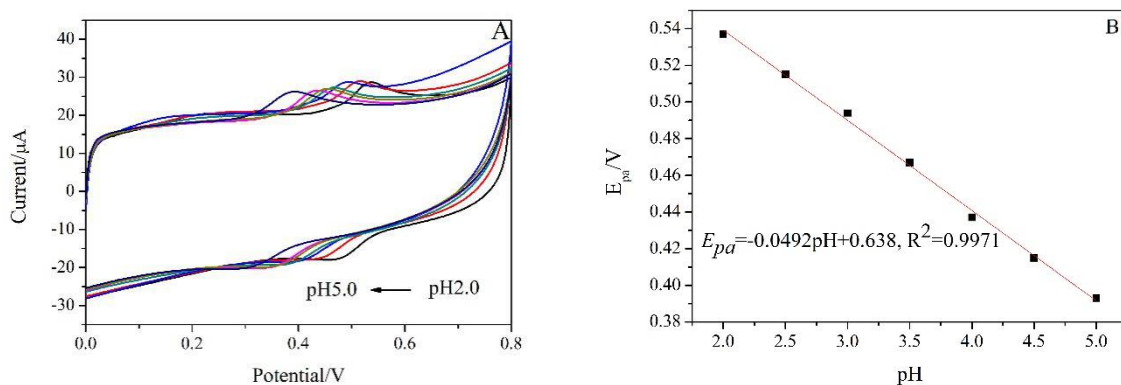 A
40
30
20
10
0
-10
-20
-30
Current/μA
pH5.0 pH2.0
0.0 0.2 0.4 0.6 0.8
Potential/V
B
0.54
0.52
0.50
0.48
0.46
0.44
0.42
0.40
0.38
E_pa/V
E_pa=-0.0492pH+0.638, R²=0.9971
2.0 2.5 3.0 3.5 4.0 4.5 5.0
pH